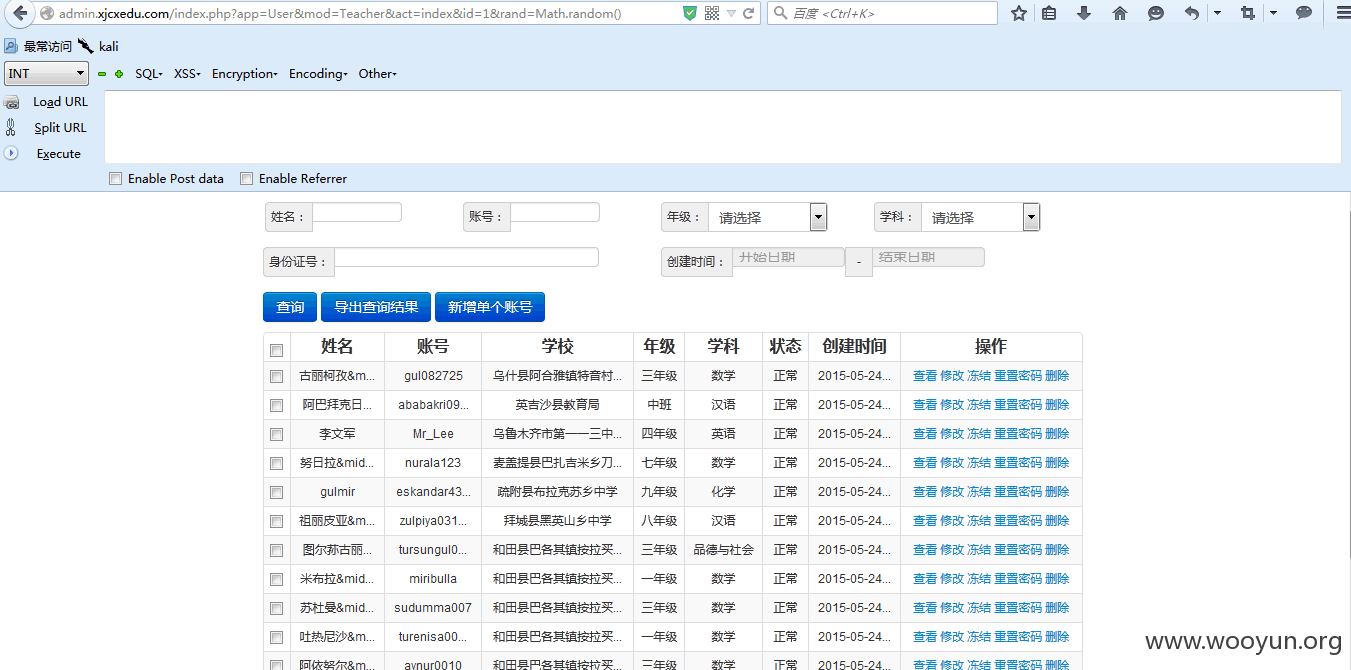 admin.xjcxedu.com/index.php?app=User&mod=Teacher&act=index&id=1&rand=Math.random()
百度 <Ctrl+K>
最常访问 kali
INT SQL XSS Encryption Encoding Other
Load URL
Split URL
Execute
Enable Post data Enable Referrer
姓名: 账号: 年级: 请选择 学科: 请选择
身份证号: 创建时间: 开始日期 - 结束日期
查询 导出查询结果 新增单个账号
姓名 账号 学校 年级 学科 状态 创建时间 操作
古丽柯孜&m... gul082725 乌什县阿合雅镇特音村... 三年级 数学 正常 2015-05-24... 查看 修改 冻结 重置密码 删除
阿巴拜克日... ababakri09... 英吉沙县教育局 中班 汉语 正常 2015-05-24... 查看 修改 冻结 重置密码 删除
李文军 Mr_Lee 乌鲁木齐市第一一三中... 四年级 英语 正常 2015-05-24... 查看 修改 冻结 重置密码 删除
努日拉&mid... nurala123 麦盖提县巴扎吉米乡刀... 七年级 数学 正常 2015-05-24... 查看 修改 冻结 重置密码 删除
gulmir eskandar43... 疏附县布拉克苏乡中学 九年级 化学 正常 2015-05-24... 查看 修改 冻结 重置密码 删除
祖丽皮亚&m... zulpiya031... 拜城县黑英山乡中学 八年级 汉语 正常 2015-05-24... 查看 修改 冻结 重置密码 删除
图尔荪古丽... tursungul0... 和田县巴各其镇按拉买... 三年级 品德与社会 正常 2015-05-24... 查看 修改 冻结 重置密码 删除
米布拉&mid... miribulla 和田县巴各其镇按拉买... 一年级 数学 正常 2015-05-24... 查看 修改 冻结 重置密码 删除
苏杜曼&mid... sudumma007 和田县巴各其镇按拉买... 三年级 数学 正常 2015-05-24... 查看 修改 冻结 重置密码 删除
吐热尼沙&m... turenisa00... 和田县巴各其镇按拉买... 一年级 数学 正常 2015-05-24... 查看 修改 冻结 重置密码 删除
阿依努尔&m... aynur0010 和田县巴各其镇按拉买... 三年级 数学 正常 2015-05-24... 查看 修改 冻结 重置密码 删除
www.wooyun.org